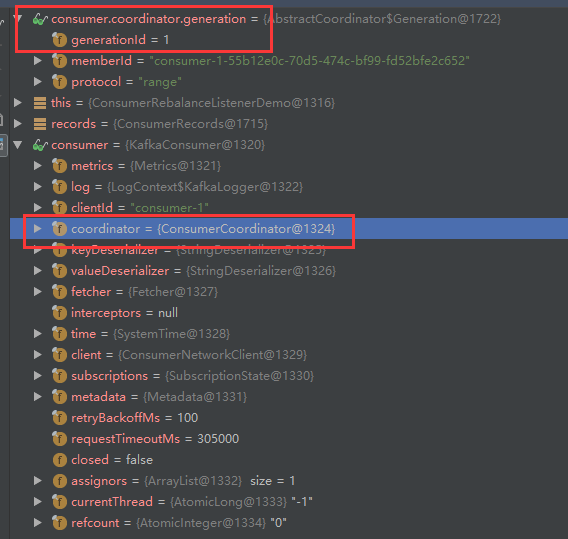 consumer.coordinator.generation = {AbstractCoordinator$Generation@1722}
generationId = 1
memberId = "consumer-1-55b12e0c-70d5-474c-bf99-fd52bfe2c652"
protocol = "range"
this = {ConsumerRebalanceListenerDemo@1316}
records = {ConsumerRecords@1715}
consumer = {KafkaConsumer@1320}
metrics = {Metrics@1321}
log = {LogContext$KafkaLogger@1322}
clientId = "consumer-1"
coordinator = {ConsumerCoordinator@1324}
keyDeserializer = {StringDeserializer@1325}
valueDeserializer = {StringDeserializer@1326}
fetcher = {Fetcher@1327}
interceptors = null
time = {SystemTime@1328}
client = {ConsumerNetworkClient@1329}
subscriptions = {SubscriptionState@1330}
metadata = {Metadata@1331}
retryBackoffMs = 100
requestTimeoutMs = 305000
closed = false
assignors = {ArrayList@1332} size = 1
currentThread = {AtomicLong@1333} "-1"
refcount = {AtomicInteger@1334} "0"